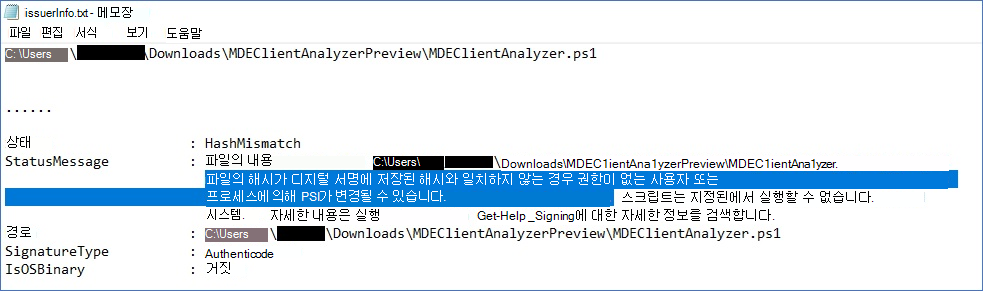 issuerInfo.txt - 메모장
파일 편집 서식 보기 도움말
C: \Users \ \Downloads\MDEClientAnalyzerPreview\MDEClientAnalyzer.ps1
......
상태 : HashMismatch
StatusMessage : 파일의 내용 C:\Users\ \Downloads\MDEC1ientAna1yzerPreview\MDEC1ientAna1yzer.
파일의 해시가 디지털 서명에 저장된 해시와 일치하지 않는 경우 권한이 없는 사용자 또는
프로세스에 의해 PSI가 변경될 수 있습니다. . 스크립트는 지정된에서 실행할 수 없습니다.
시스템. 자세한 내용은 실행 Get-Help_Signing에 대한 자세한 정보를 검색합니다.
경로 : C:\Users \ \Downloads\MDEClientAnalyzerPreview\MDEClientAnalyzer.ps1
SignatureType : Authenticode
IsOSBinary : 거짓